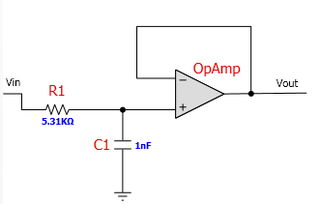 OpAmp
Vin
Vout
R1
5.31KΩ
C1 1nF